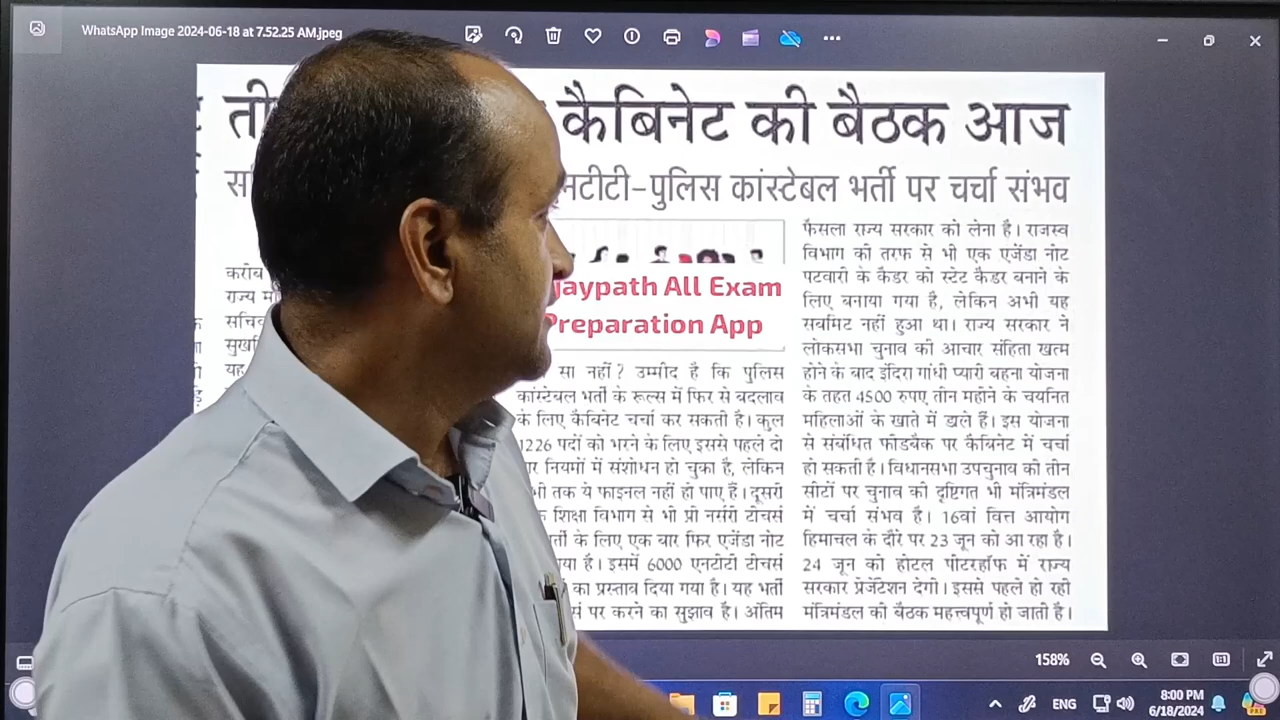 WhatsApp Image 2024-06-18 at 7.52.25 AM.jpeg
कैबिनेट की बैठक आज
पुलिस कांस्टेबल भर्ती पर चर्चा संभव
करीब
राज्य
यह
jaypath All Exam
Preparation App
सा नहीं? उम्मीद है कि पुलिस
कांस्टेबल भर्ती के रूल्स में फिर से बदलाव
के लिए कैबिनेट चर्चा कर सकती है। कुल
1226 पदों को भरने के लिए इससे पहले दो
नियमों में संशोधन हो चुका है, लेकिन
तक ये फाइनल नहीं हो पाए हैं। दूसरी
शिक्षा विभाग से भी प्री नर्सरी टीचर्स
के लिए एक बार फिर एजेंडा नोट
गया है। इसमें 6000 एनटीटी टीचर्स
का प्रस्ताव दिया गया है। यह भर्ती
पर करने का सुझाव है। अंतिम
फैसला राज्य सरकार को लेना है। राजस्व
विभाग की तरफ से भी एक एजेंडा नोट
पटवारी के कैडर को स्टेट कैडर बनाने के
लिए बनाया गया है, लेकिन अभी यह
सबमिट नहीं हुआ था। राज्य सरकार ने
लोकसभा चुनाव की आचार संहिता खत्म
होने के बाद इंदिरा गांधी प्यारी बहना योजना
के तहत 4500 रुपए तीन महीने के चयनित
महिलाओं के खाते में डाले हैं। इस योजना
से संबंधित फीडबैक पर कैबिनेट में चर्चा
हो सकती है। विधानसभा उपचुनाव की तीन
सीटों पर चुनाव की दृष्टिगत भी मंत्रिमंडल
में चर्चा संभव है। 16वां वित्त आयोग
हिमाचल के दौरे पर 23 जून को आ रहा है।
24 जून को होटल पीटरहॉफ में राज्य
सरकार प्रेजेंटेशन देगी। इससे पहले हो रही
मंत्रिमंडल की बैठक महत्त्वपूर्ण हो जाती है।
158%
ENG
8:00 PM
6/18/2024